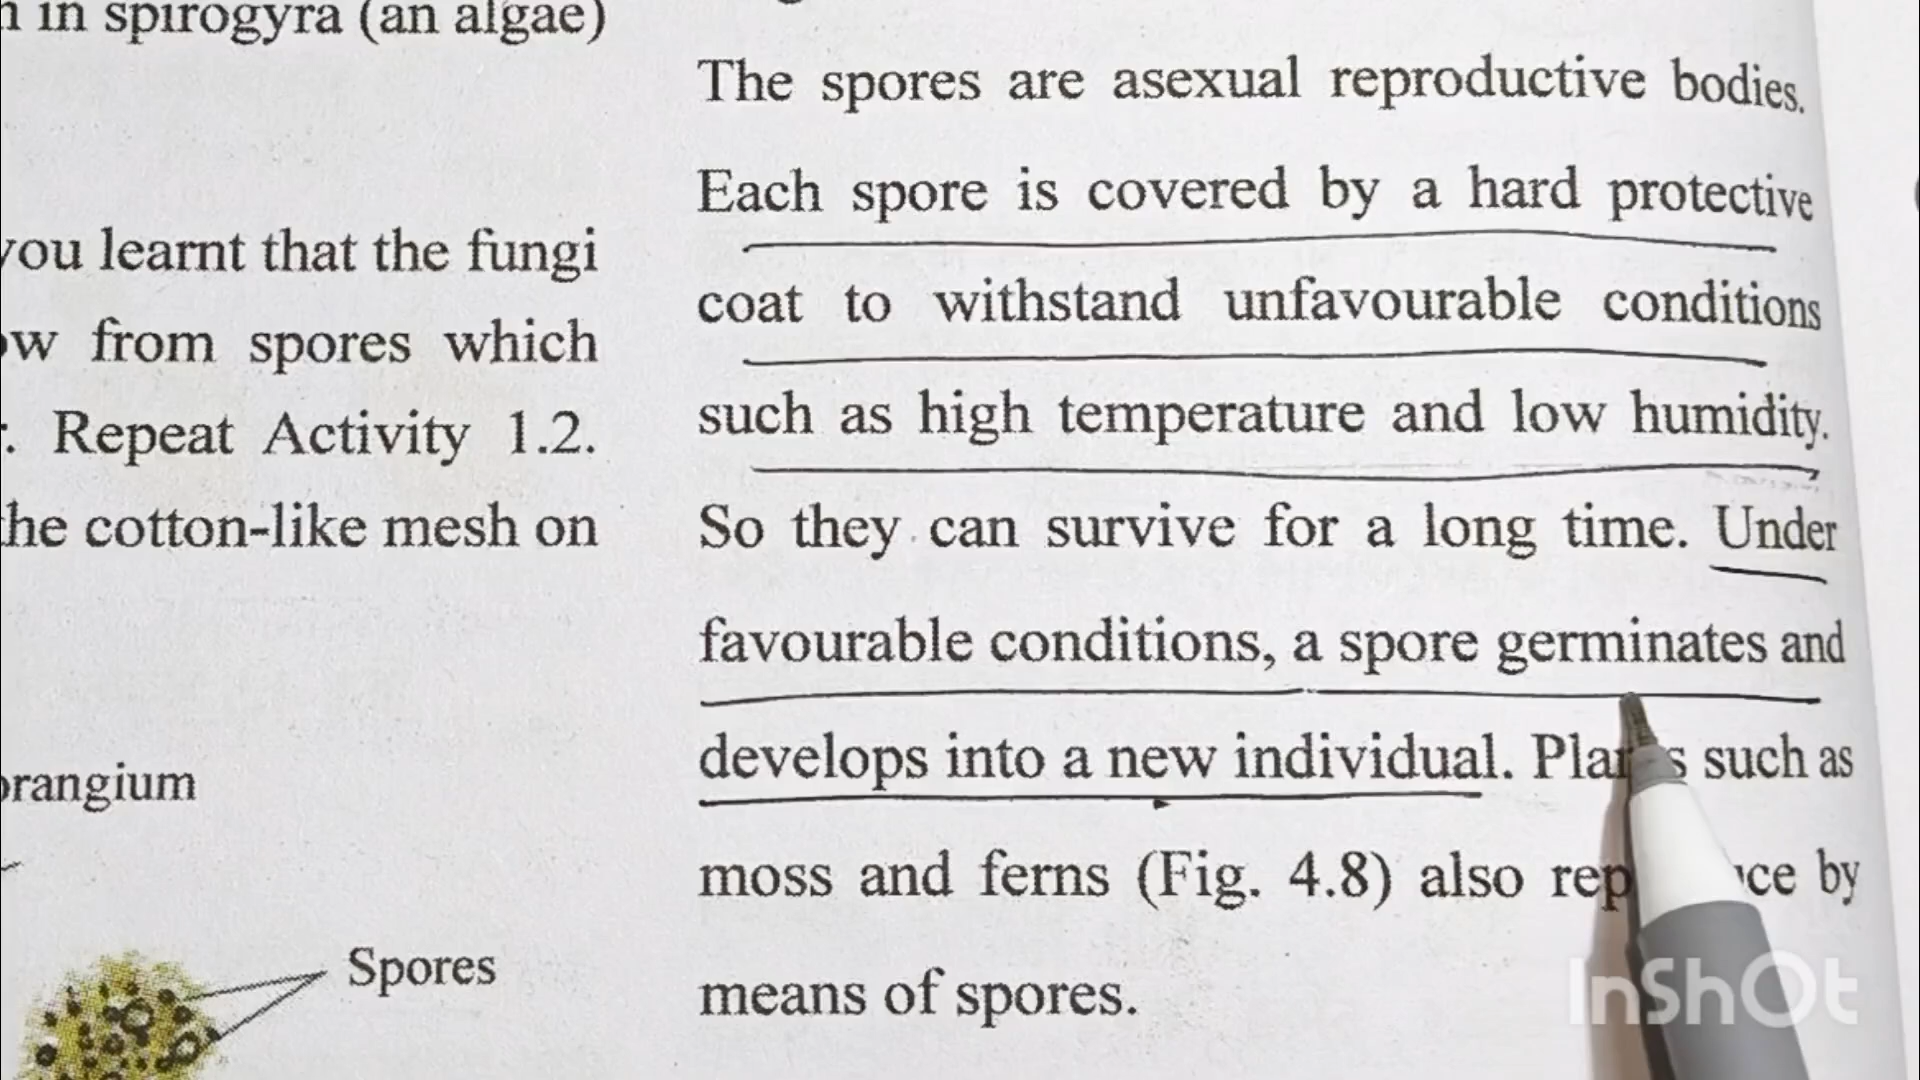 in spirogyra (an algae)
you learnt that the fungi
from spores which
Repeat Activity 1.2.
the cotton-like mesh on
Spores
The spores are asexual reproductive bodies.
Each spore is covered by a hard protective
coat to withstand unfavourable conditions
such as high temperature and low humidity.
So they can survive for a long time. Under
favourable conditions, a spore germinates and
develops into a new individual. Plants such as
moss and ferns (Fig. 4.8) also reproduce by
means of spores.
InShOt